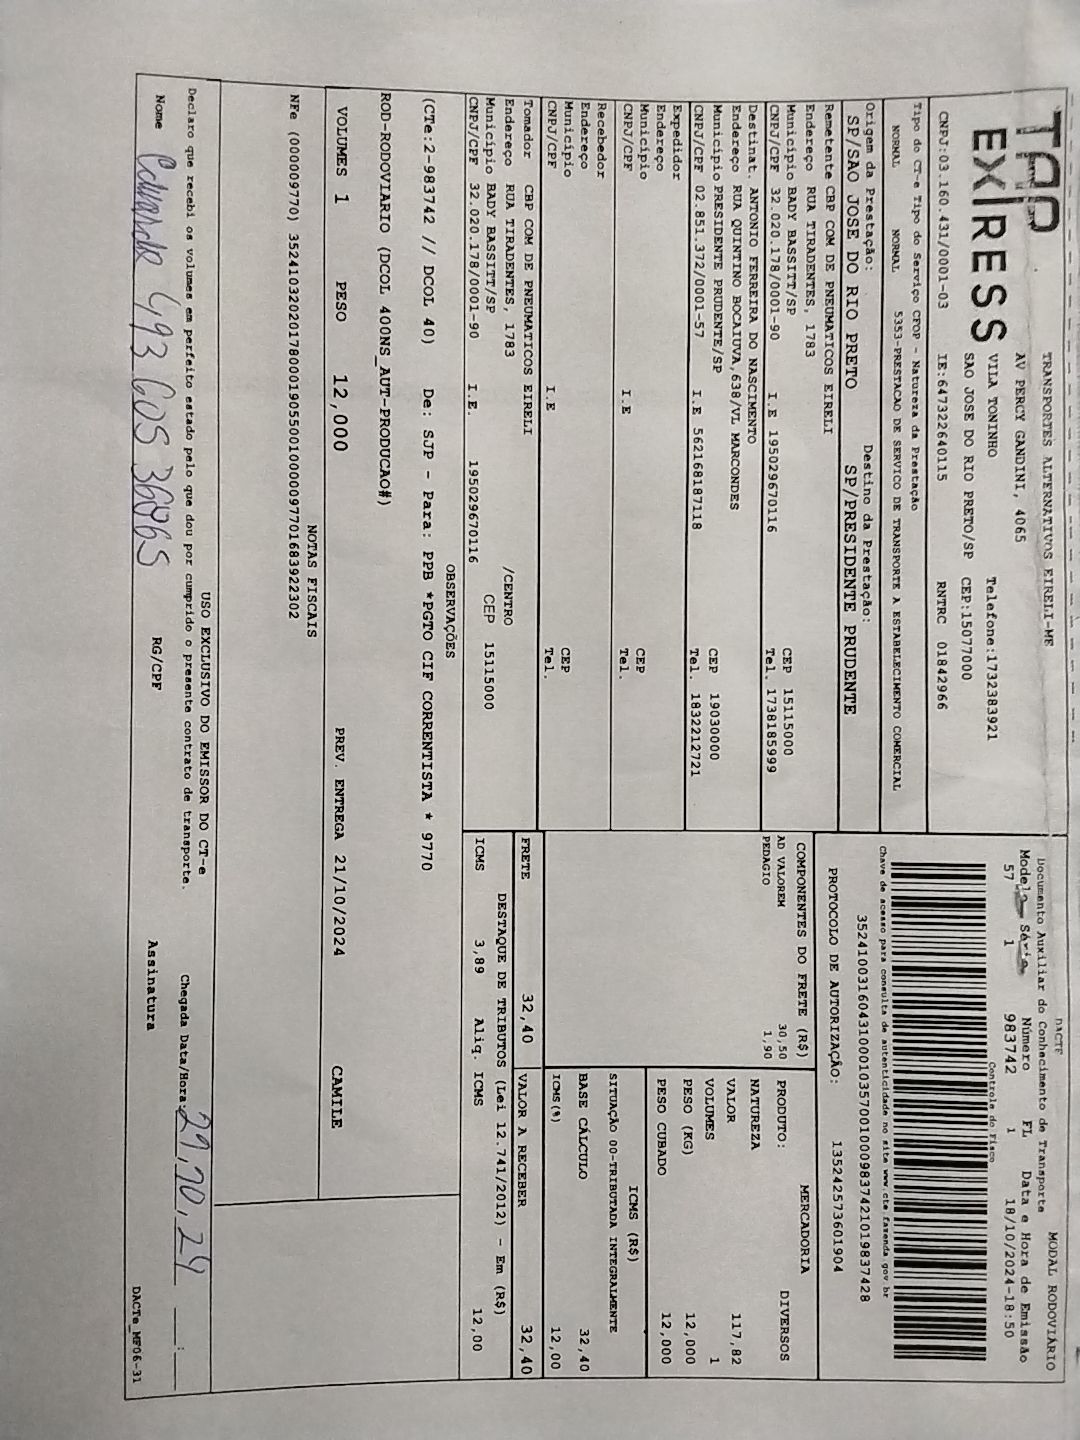 TAP
EX|RESS
TRANSPORTES ALTERNATIVOS EIRELI-ME
AV PERCY GANDINI, 4065
VILA TONINHO Telefone:1732383921
SAO JOSE DO RIO PRETO/SP CEP:15077000
CNPJ:03.160.431/0001-03 IE:647322640115 RNTRC 01842966
Tipo do CT-e Tipo do Serviço CFOP - Natureza da Prestação
NORMAL NORMAL 5353-PRESTACAO DE SERVICO DE TRANSPORTE A ESTABELECIMENTO COMERCIAL
Origem da Prestação: Destino da Prestação:
SP/SAO JOSE DO RIO PRETO SP/PRESIDENTE PRUDENTE
Remetente CBP COM DE PNEUMATICOS EIRELI
Endereço RUA TIRADENTES, 1783
Município BADY BASSITT/SP CEP 15115000
CNPJ/CPF 32.020.178/0001-90 I.E 195029670116 Tel. 1738185999
Destinat. ANTONIO FERREIRA DO NASCIMENTO
Endereço RUA QUINTINO BOCAIUVA,638/VL MARCONDES
Município PRESIDENTE PRUDENTE/SP CEP 19030000
CNPJ/CPF 02.851.372/0001-57 I.E 562168187118 Tel. 1832212721
Expedidor
Endereço
Município CEP
CNPJ/CPF I.E Tel.
Recebedor
Endereço
Município CEP
CNPJ/CPF I.E Tel.
Tomador CBP COM DE PNEUMATICOS EIRELI
Endereço RUA TIRADENTES, 1783 /CENTRO
Município BADY BASSITT/SP CEP 15115000
CNPJ/CPF 32.020.178/0001-90 I.E. 195029670116
DACTE
Documento Auxiliar do Conhecimento de Transporte MODAL RODOVIÁRIO
Modelo Série Número FL Data e Hora de Emissão
57 1 983742 1 18/10/2024-18:50
Controle do Fisco
Chave de acesso para consulta de autenticidade no site www.cte.fazenda.gov.br
35241003160431000103570010009837421019837428
PROTOCOLO DE AUTORIZAÇÃO: 135242573601904
COMPONENTES DO FRETE (R$)
AD VALOREM 30,50
PEDAGIO 1,90
FRETE 32,40
MERCADORIA
PRODUTO: DIVERSOS
NATUREZA
VALOR 117,82
VOLUMES 1
PESO (KG) 12,000
PESO CUBADO 12,000
ICMS (R$)
SITUAÇÃO 00-TRIBUTADA INTEGRALMENTE
BASE CÁLCULO 32,40
ICMS(%) 12,00
VALOR A RECEBER 32,40
DESTAQUE DE TRIBUTOS (Lei 12.741/2012) - Em (R$)
ICMS 3,89 Aliq. ICMS 12,00
OBSERVAÇÕES
(CTe:2-983742 // DCOL 40) De: SJP - Para: PPB *PGTO CIF CORRENTISTA * 9770
ROD-RODOVIARIO (DCOL 400NS_AUT-PRODUCAO#)
VOLUMES 1 PESO 12,000 PREV. ENTREGA 21/10/2024 CAMILE
NOTAS FISCAIS
NFe (000009770) 35241032020178000190550010000097701683922302
USO EXCLUSIVO DO EMISSOR DO CT-e
Declaro que recebi os volumes em perfeito estado pelo que dou por cumprido o presente contrato de transporte. Chegada Data/Hora: 21,10,24 :
Nome RG/CPF Assinatura
DACTe_MF06-31